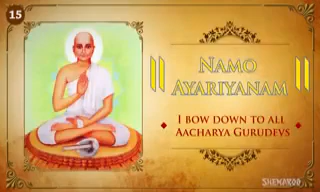 15
Namo
Ayariyanam
I bow down to all
Aacharya Gurudevs
Shemaroo